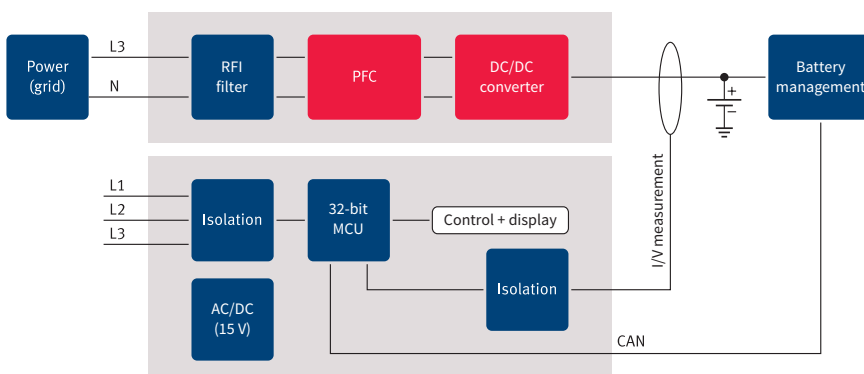 L3
N
Power
(grid)
RFI
filter
PFC
DC/DC
converter
Battery
management
+
−
L1
L2
L3
Isolation
32-bit
MCU
Control + display
I/V measurement
Isolation
AC/DC
(15 V)
CAN